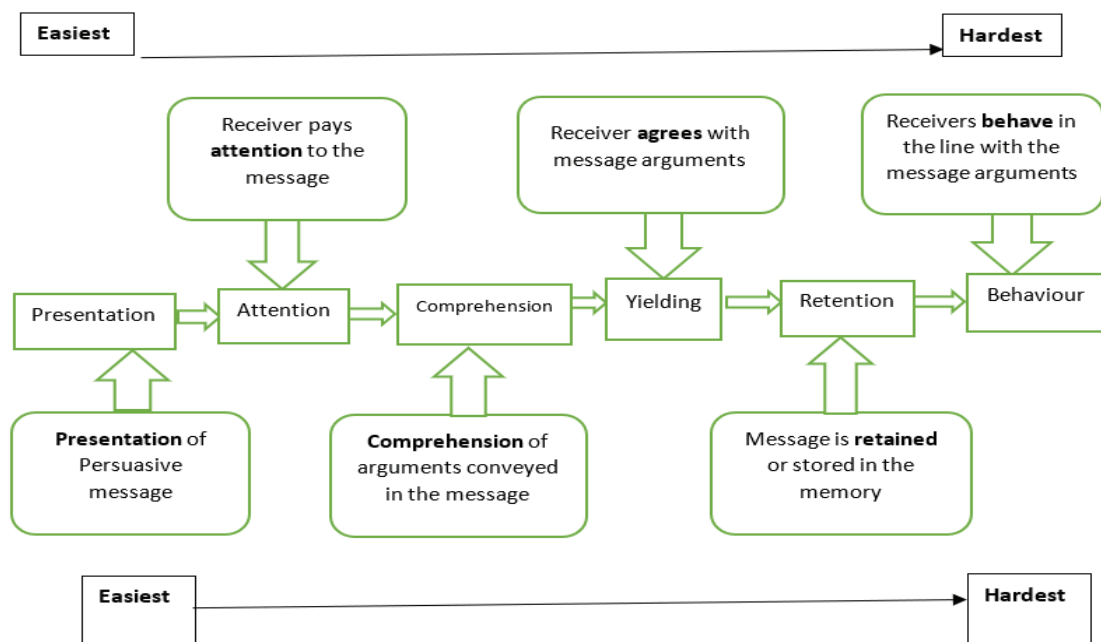 Easiest
Hardest
Receiver pays
attention to the
message
Receiver agrees with
message arguments
Receivers behave in
the line with the
message arguments
Presentation
Attention
Comprehension
Yielding
Retention
Behaviour
Presentation of
Persuasive
message
Comprehension of
arguments conveyed
in the message
Message is retained
or stored in the
memory
Easiest
Hardest